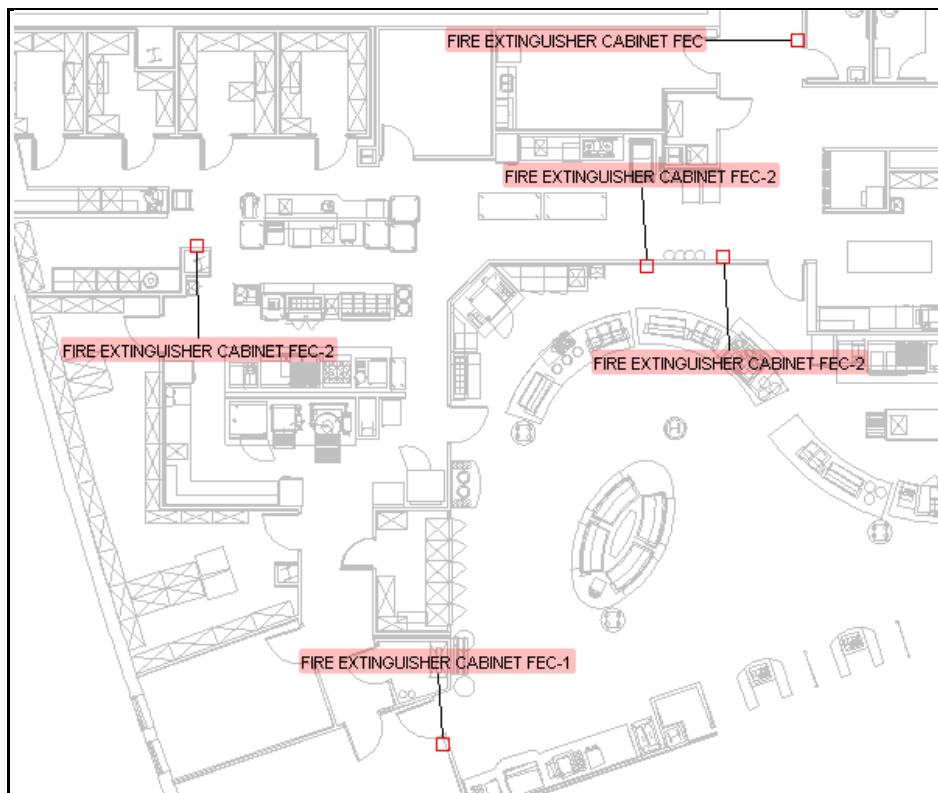 FIRE EXTINGUISHER CABINET FEC
FIRE EXTINGUISHER CABINET FEC-2
FIRE EXTINGUISHER CABINET FEC-2
FIRE EXTINGUISHER CABINET FEC-2
FIRE EXTINGUISHER CABINET FEC-1